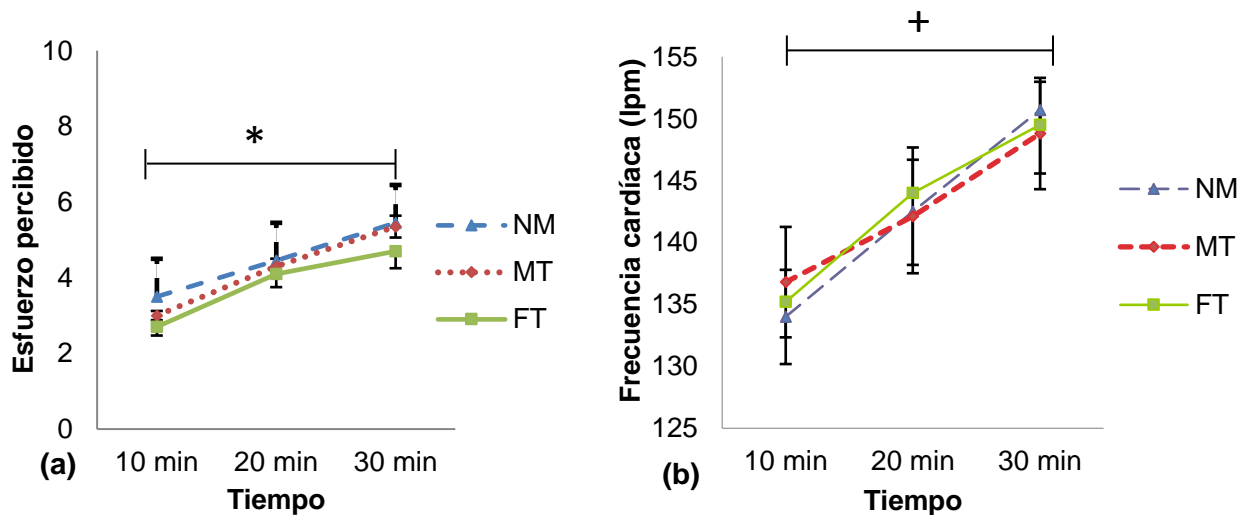 Esfuerzo percibido
10
8
6
4
2
0
*
NM
MT
FT
10 min 20 min 30 min
(a)
Tiempo
Frecuencia cardíaca (lpm)
155
150
145
140
135
130
125
+
NM
MT
FT
10 min 20 min 30 min
(b)
Tiempo